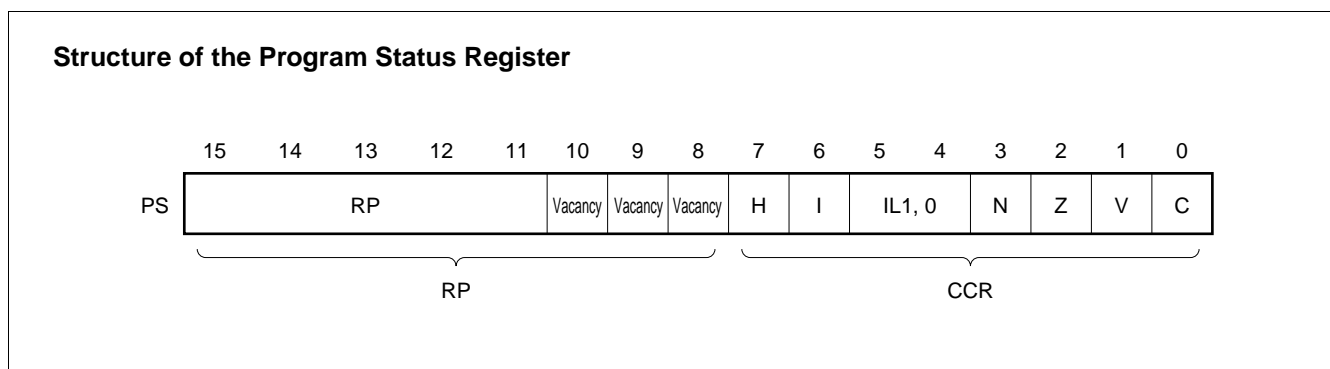 Structure of the Program Status Register
15 14 13 12 11 10 9 8 7 6 5 4 3 2 1 0
PS RP Vacancy Vacancy Vacancy H I IL1, 0 N Z V C
RP CCR